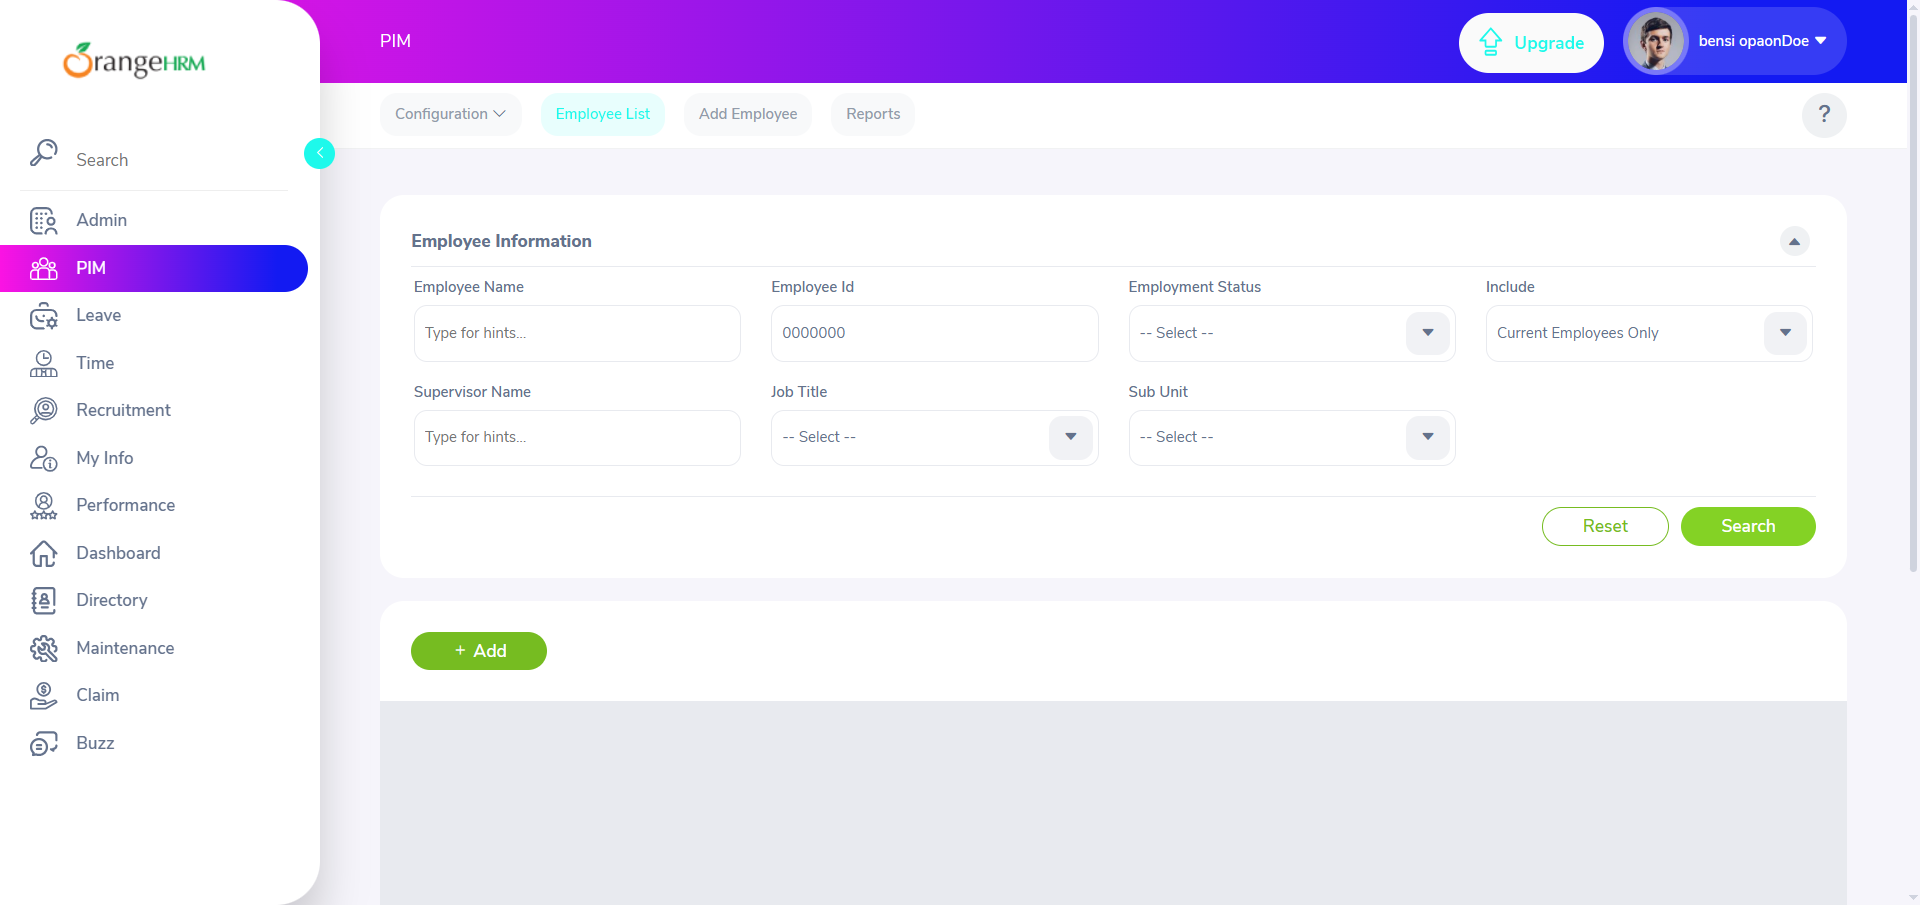 OrangeHRM
Search
Admin
PIM
Leave
Time
Recruitment
My Info
Performance
Dashboard
Directory
Maintenance
Claim
Buzz
PIM
Upgrade
bensi opaonDoe
Configuration
Employee List
Add Employee
Reports
?
Employee Information
Employee Name
Employee Id
Employment Status
Include
Type for hints...
0000000
-- Select --
Current Employees Only
Supervisor Name
Job Title
Sub Unit
Type for hints...
-- Select --
-- Select --
Reset
Search
+ Add